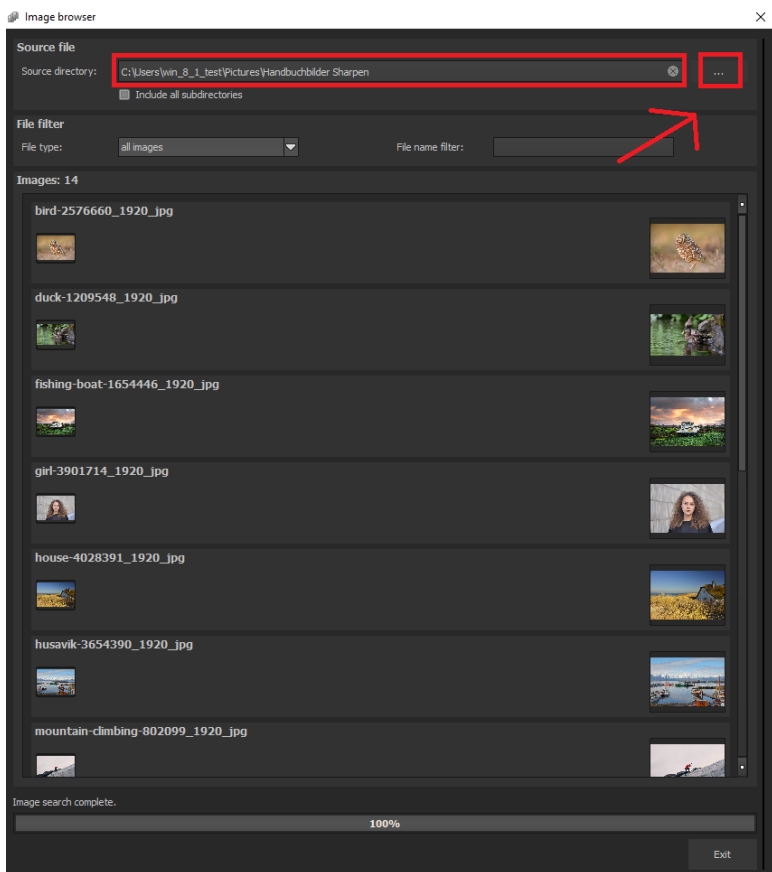 Image browser
Source file
Source directory: C:\Users\win_8_1_test\Pictures\Handbuchbilder Sharpen ...
Include all subdirectories
File filter
File type: all images File name filter:
Images: 14
bird-2576660_1920_jpg
duck-1209548_1920_jpg
fishing-boat-1654446_1920_jpg
girl-3901714_1920_jpg
house-4028391_1920_jpg
husavik-3654390_1920_jpg
mountain-climbing-802099_1920_jpg
Image search complete.
100%
Exit